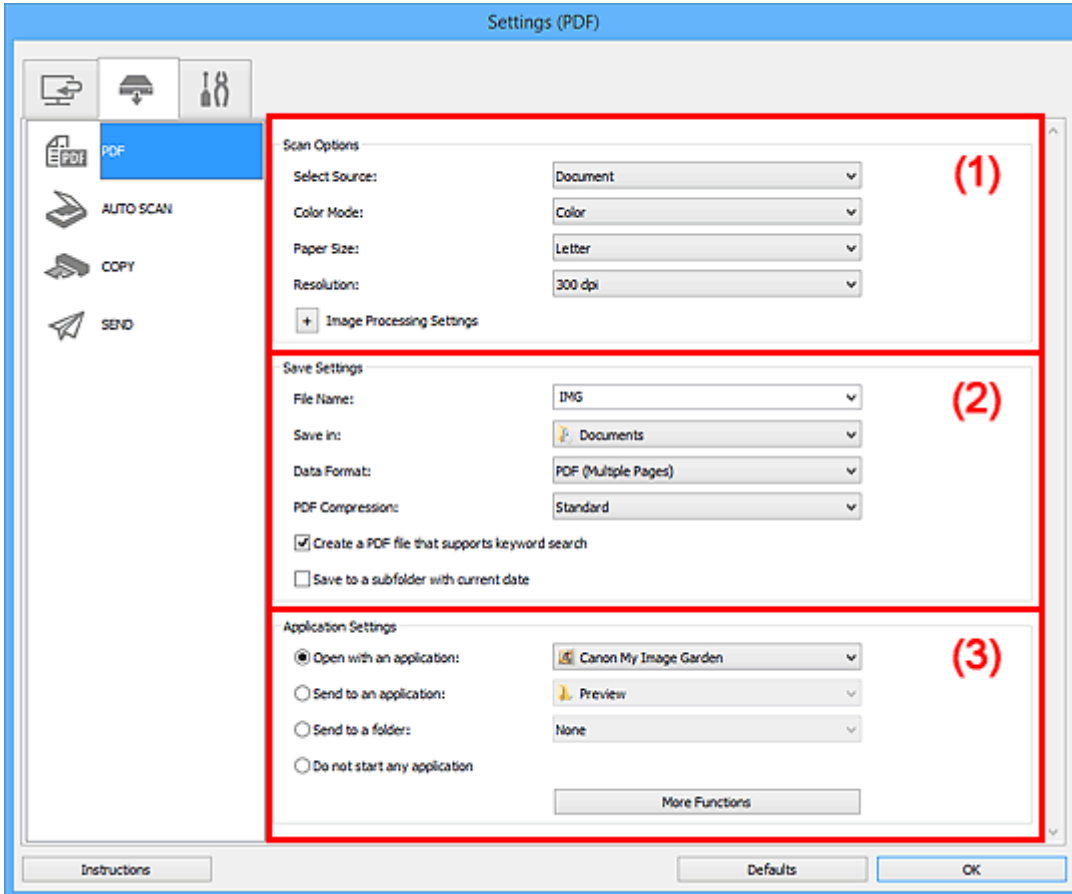 Settings (PDF)
PDF
PDF
AUTO SCAN
COPY
SEND
Scan Options
(1)
Select Source: Document
Color Mode: Color
Paper Size: Letter
Resolution: 300 dpi
+ Image Processing Settings
Save Settings
(2)
File Name: IMG
Save in: Documents
Data Format: PDF (Multiple Pages)
PDF Compression: Standard
Create a PDF file that supports keyword search
Save to a subfolder with current date
Application Settings
(3)
Open with an application: Canon My Image Garden
Send to an application: Preview
Send to a folder: None
Do not start any application
More Functions
Instructions Defaults OK